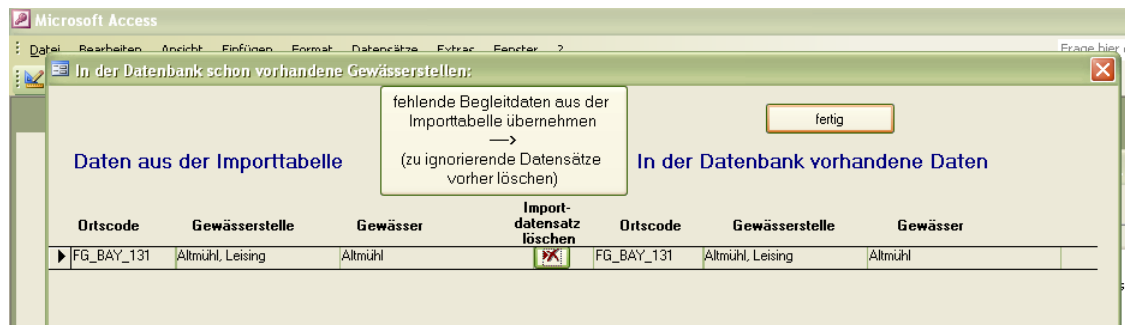 Microsoft Access
Datei Bearbeiten Ansicht Einfügen Format Datensätze Extras Fenster ?
Frage hier
In der Datenbank schon vorhandene Gewässerstellen:
fehlende Begleitdaten aus der
Importtabelle übernehmen
—>
(zu ignorierende Datensätze
vorher löschen)
fertig
Daten aus der Importtabelle
In der Datenbank vorhandene Daten
Ortscode Gewässerstelle Gewässer Import-
datensatz
löschen Ortscode Gewässerstelle Gewässer
FG_BAY_131 Altmühl, Leising Altmühl FG_BAY_131 Altmühl, Leising Altmühl